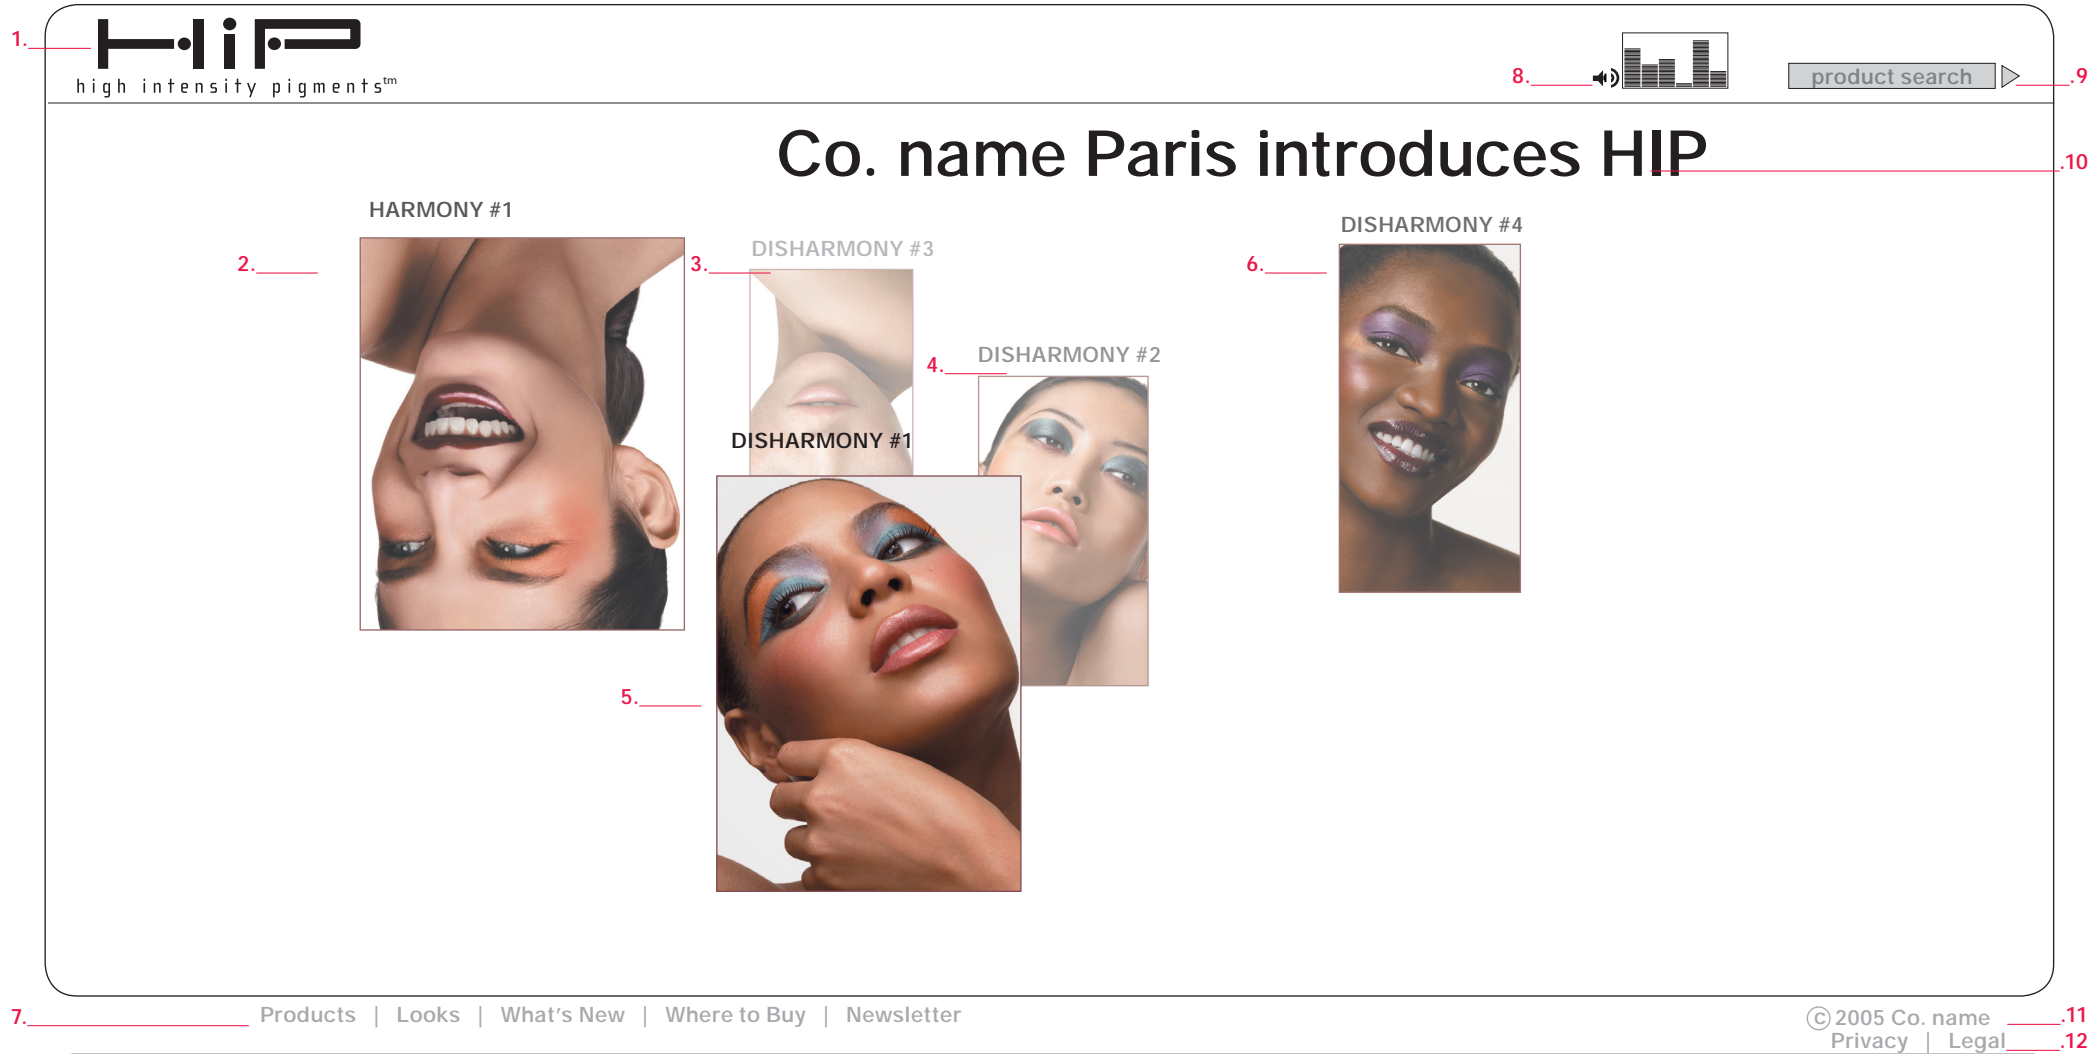 1.
HiP
high intensity pigments™
8.
product search
.9
Co. name Paris introduces HIP
.10
HARMONY #1
2.
DISHARMONY #3
3.
DISHARMONY #2
4.
DISHARMONY #4
6.
DISHARMONY #1
5.
7.
Products | Looks | What's New | Where to Buy | Newsletter
© 2005 Co. name
.11
Privacy | Legal
.12